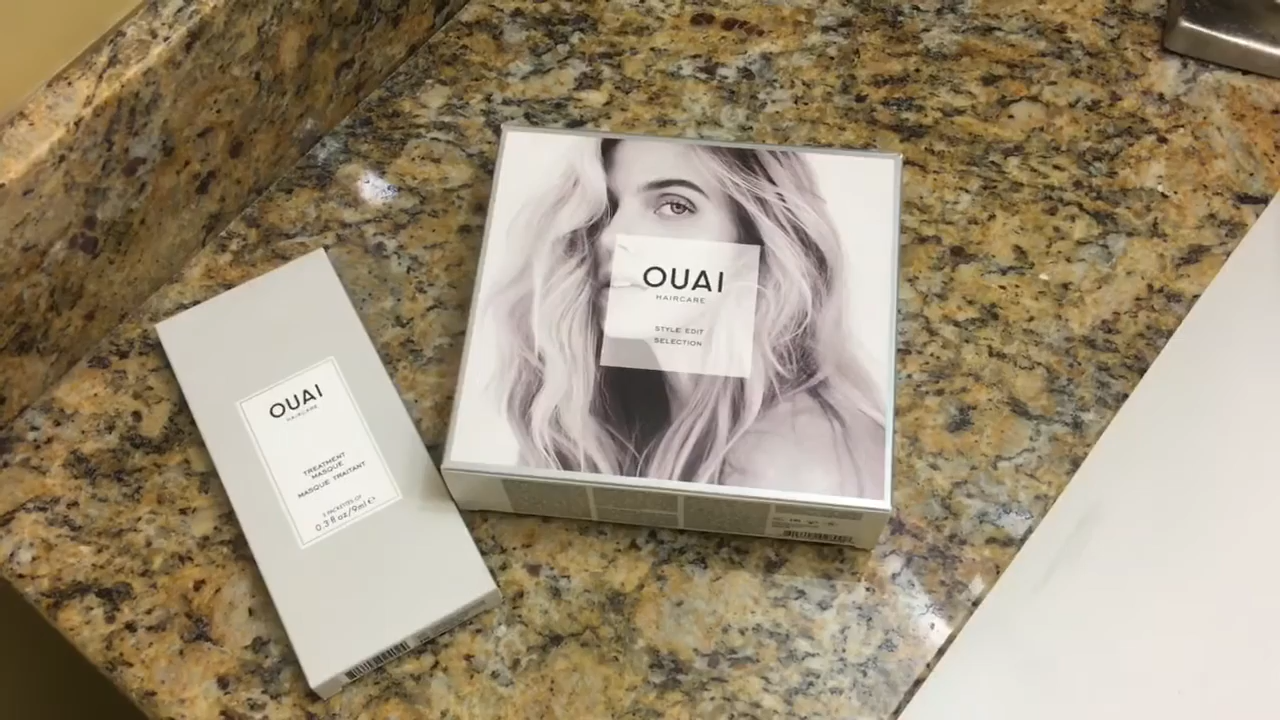 OUAI
HAIRCARE
STYLE EDIT
SELECTION
OUAI
HAIRCARE
TREATMENT
MASQUE
MASQUE TRAITANT
0.3 fl oz/9ml ℮